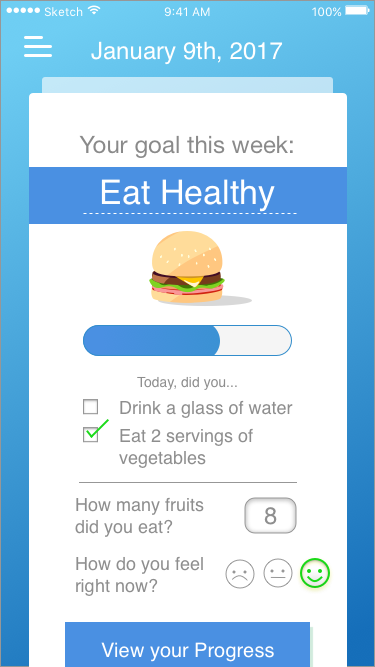 Sketch 9:41 AM 100%
January 9th, 2017
Your goal this week:
Eat Healthy
Today, did you...
Drink a glass of water
Eat 2 servings of
vegetables
How many fruits
did you eat?
8
How do you feel
right now?
View your Progress